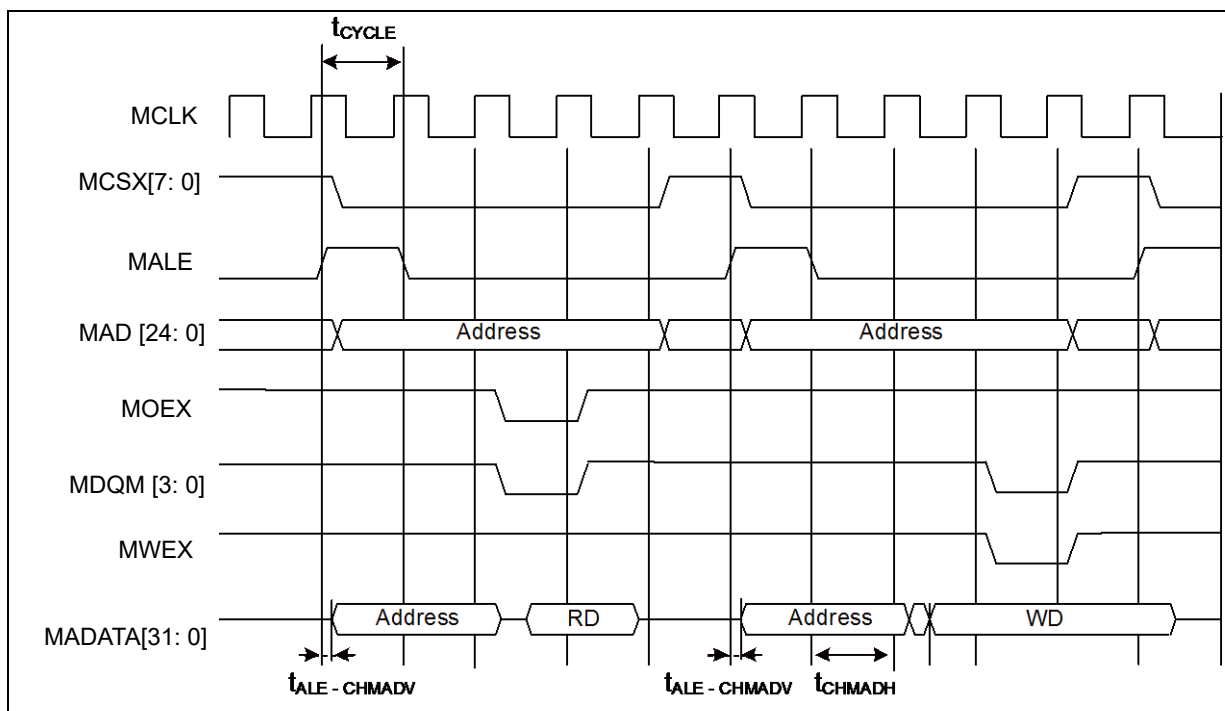 tCYCLE
MCLK
MCSX[7: 0]
MALE
MAD [24: 0]
Address
Address
MOEX
MDQM [3: 0]
MWEX
MADATA[31: 0]
Address
RD
Address
WD
tALE - CHMADV
tALE - CHMADV
tCHMADH